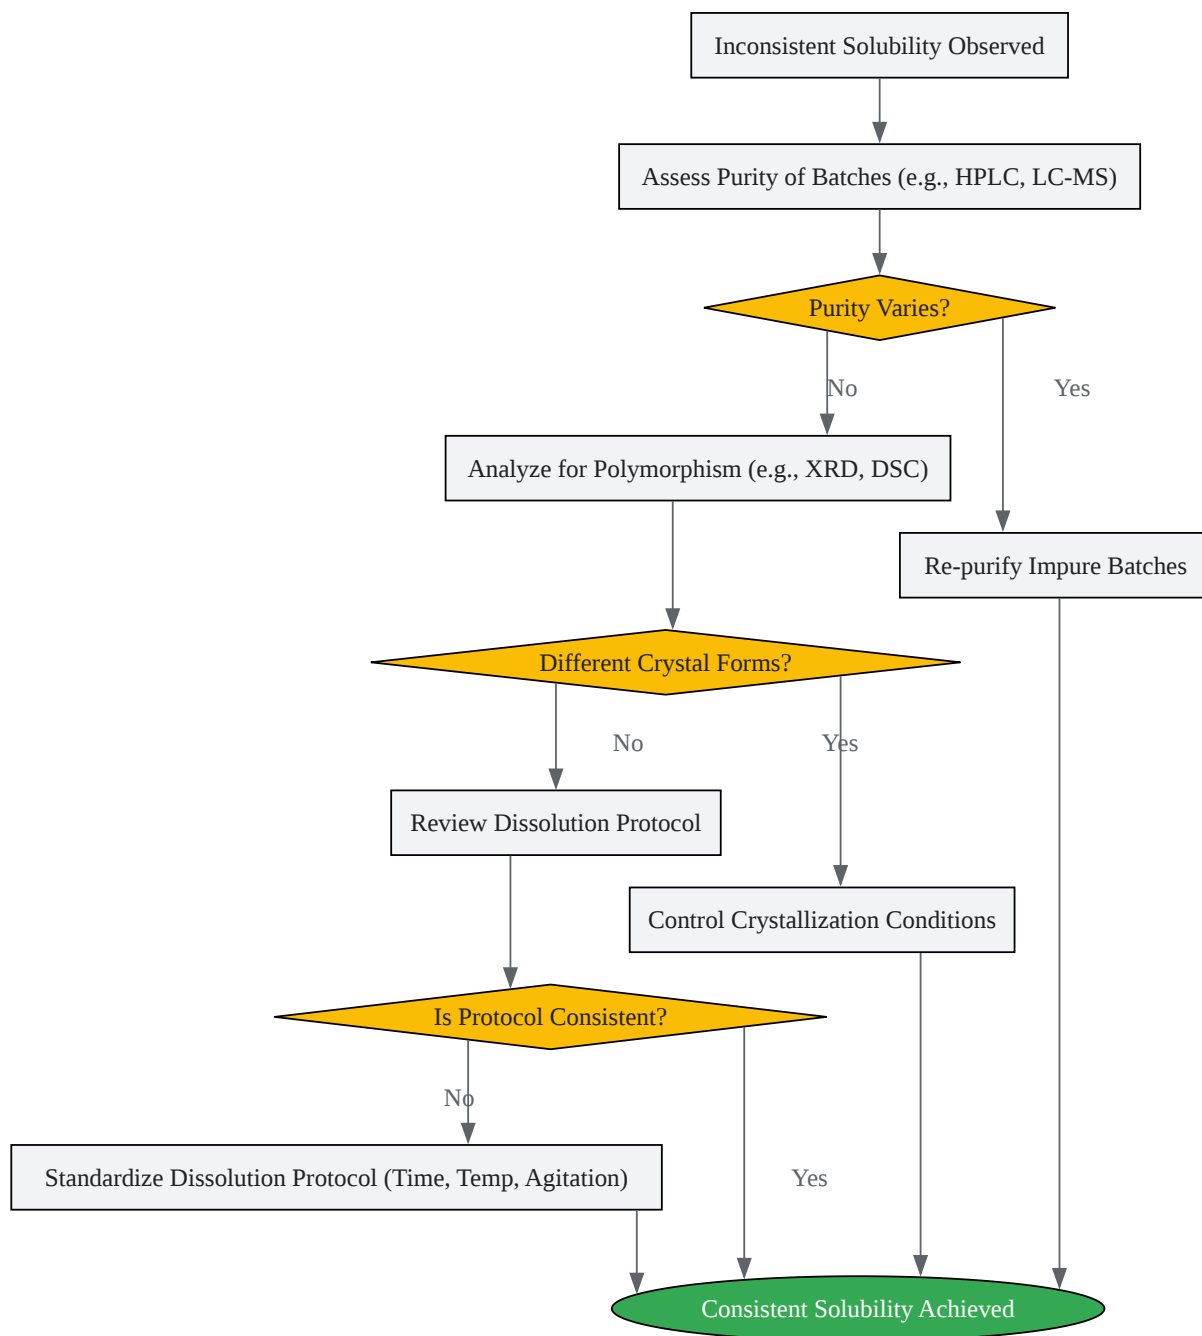 Inconsistent Solubility Observed
Assess Purity of Batches (e.g., HPLC, LC-MS)
Purity Varies?
No
Yes
Analyze for Polymorphism (e.g., XRD, DSC)
Re-purify Impure Batches
Different Crystal Forms?
No
Yes
Review Dissolution Protocol
Control Crystallization Conditions
Is Protocol Consistent?
No
Standardize Dissolution Protocol (Time, Temp, Agitation)
Yes
Consistent Solubility Achieved